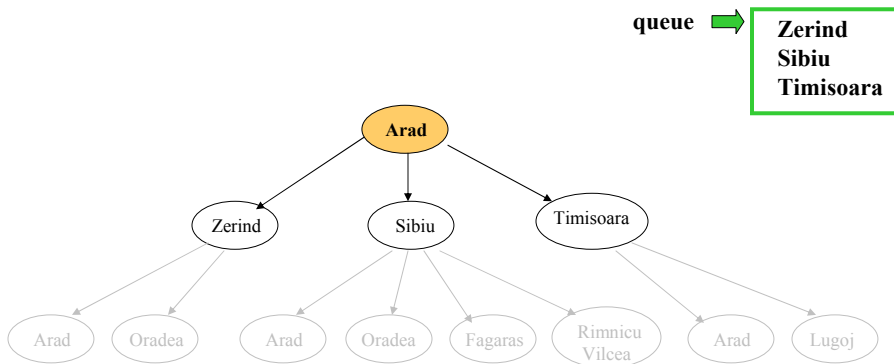 queue
Zerind
Sibiu
Timisoara
Arad
Zerind
Sibiu
Timisoara
Arad
Oradea
Arad
Oradea
Fagaras
Rimnicu
Vilcea
Arad
Lugoj